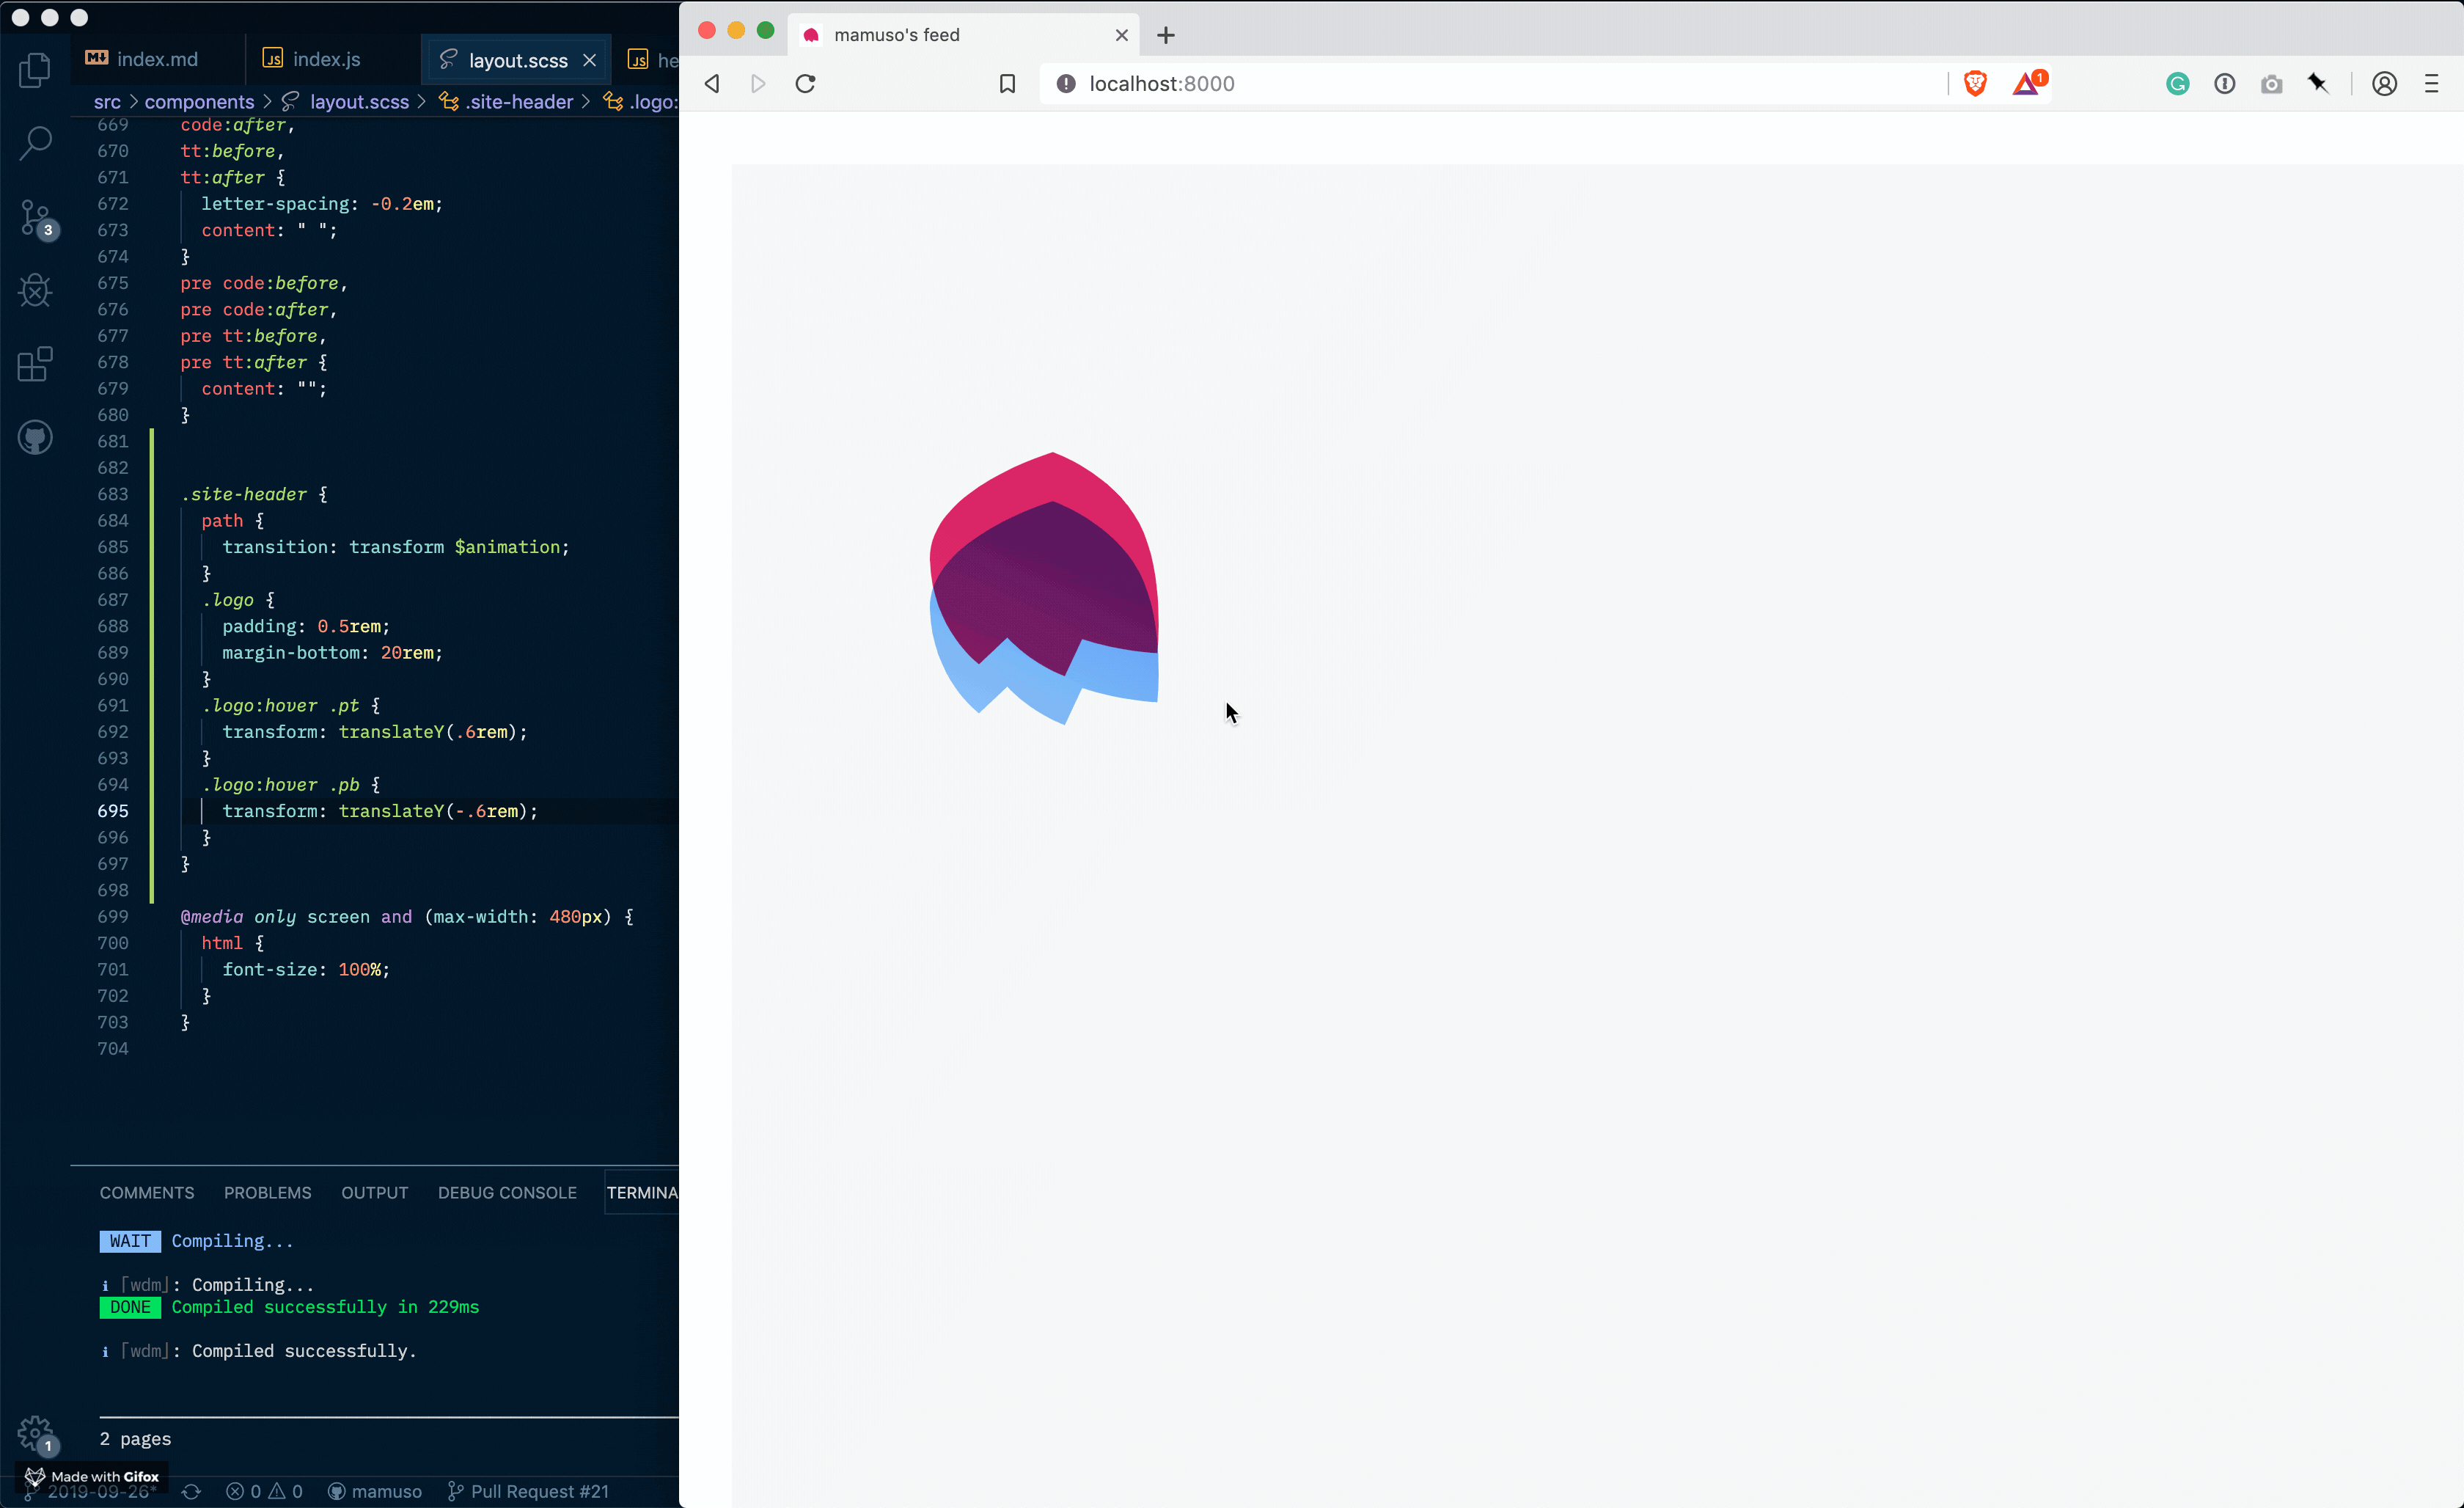 index.md
index.js
layout.scss
he
src > components > layout.scss > .site-header > .logo:
669 code:after,
670 tt:before,
671 tt:after {
672 letter-spacing: -0.2em;
673 content: " ";
674 }
675 pre code:before,
676 pre code:after,
677 pre tt:before,
678 pre tt:after {
679 content: "";
680 }
681
682
683 .site-header {
684 path {
685 transition: transform $animation;
686 }
687 .logo {
688 padding: 0.5rem;
689 margin-bottom: 20rem;
690 }
691 .logo:hover .pt {
692 transform: translateY(.6rem);
693 }
694 .logo:hover .pb {
695 transform: translateY(-.6rem);
696 }
697 }
698
699 @media only screen and (max-width: 480px) {
700 html {
701 font-size: 100%;
702 }
703 }
704
3
COMMENTS PROBLEMS OUTPUT DEBUG CONSOLE TERMINA
WAIT Compiling...
i ｢wdm｣: Compiling...
DONE Compiled successfully in 229ms
i ｢wdm｣: Compiled successfully.
2 pages
1
Made with Gifox
2019-09-26* 0 0 mamuso Pull Request #21
mamuso's feed
localhost:8000
1